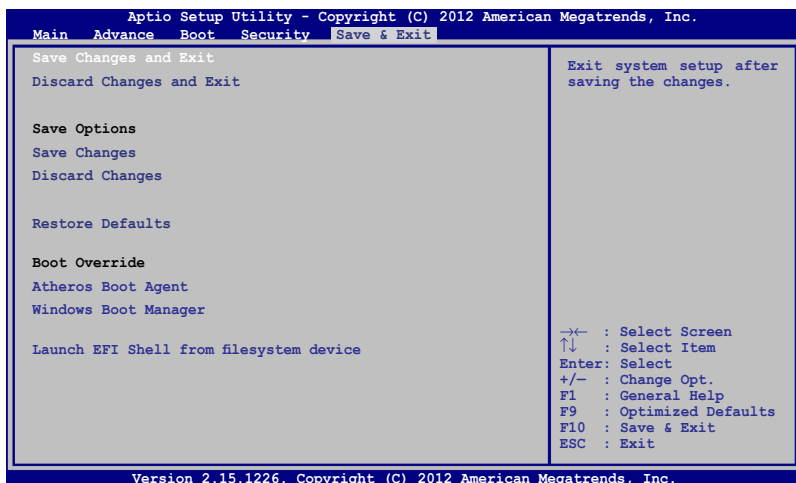 Aptio Setup Utility - Copyright (C) 2012 American Megatrends, Inc.
Main Advance Boot Security Save & Exit
Save Changes and Exit
Discard Changes and Exit
Save Options
Save Changes
Discard Changes
Restore Defaults
Boot Override
Atheros Boot Agent
Windows Boot Manager
Launch EFI Shell from filesystem device
Exit system setup after
saving the changes.
→← : Select Screen
↑↓ : Select Item
Enter: Select
+/— : Change Opt.
F1 : General Help
F9 : Optimized Defaults
F10 : Save & Exit
ESC : Exit
Version 2.15.1226. Copyright (C) 2012 American Megatrends, Inc.